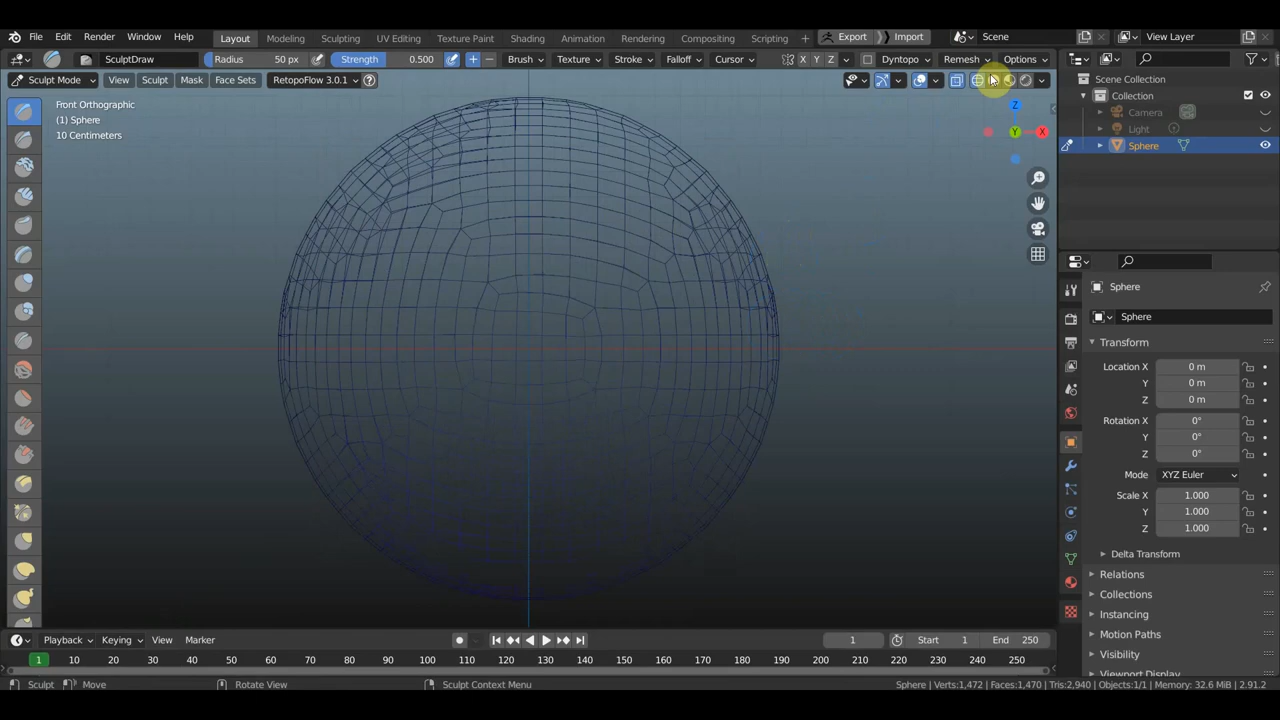 File Edit Render Window Help Layout Modeling Sculpting UV Editing Texture Paint Shading Animation Rendering Compositing Scripting + Export Import Scene View Layer
SculptDraw Radius 50 px Strength 0.500 Brush Texture Stroke Falloff Cursor X Y Z Dyntopo Remesh Options
Sculpt Mode View Sculpt Mask Face Sets RetopoFlow 3.0.1
Scene Collection
Collection
Camera
Light
Sphere
Front Orthographic
(1) Sphere
10 Centimeters
Z
Y
X
Sphere
Sphere
Transform
Location X 0 m
Y 0 m
Z 0 m
Rotation X 0°
Y 0°
Z 0°
Mode XYZ Euler
Scale X 1.000
Y 1.000
Z 1.000
Delta Transform
Relations
Collections
Instancing
Motion Paths
Visibility
Viewport Display
Playback Keying View Marker 1 Start 1 End 250
1 10 20 30 40 50 60 70 80 90 100 110 120 130 140 150 160 170 180 190 200 210 220 230 240 250
Sculpt Move Rotate View Sculpt Context Menu Sphere | Verts:1,472 | Faces:1,470 | Tris:2,940 | Objects:1/1 | Memory: 32.6 MiB | 2.91.2